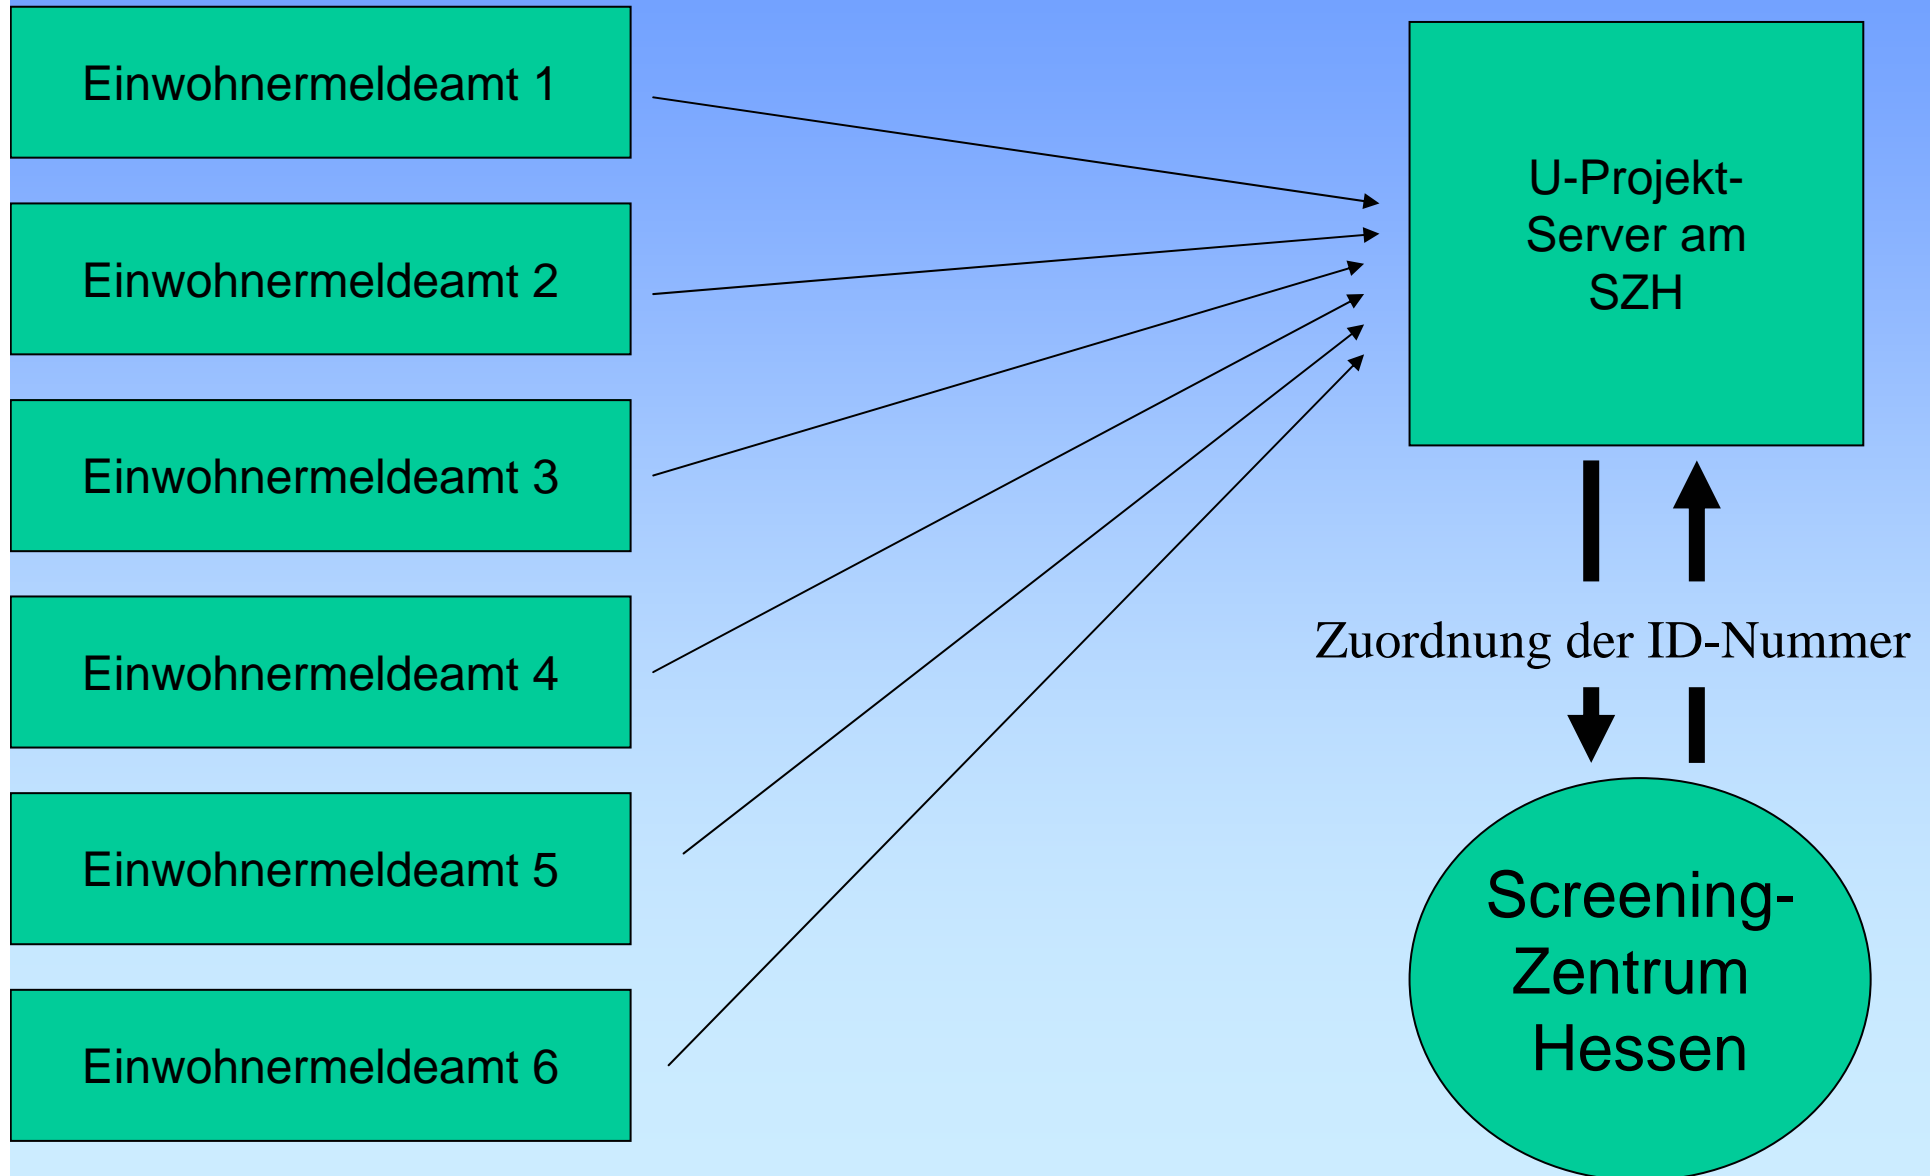 Einwohnermeldeamt 1
Einwohnermeldeamt 2
Einwohnermeldeamt 3
Einwohnermeldeamt 4
Einwohnermeldeamt 5
Einwohnermeldeamt 6
U-Projekt-
Server am
SZH
Zuordnung der ID-Nummer
Screening-
Zentrum
Hessen